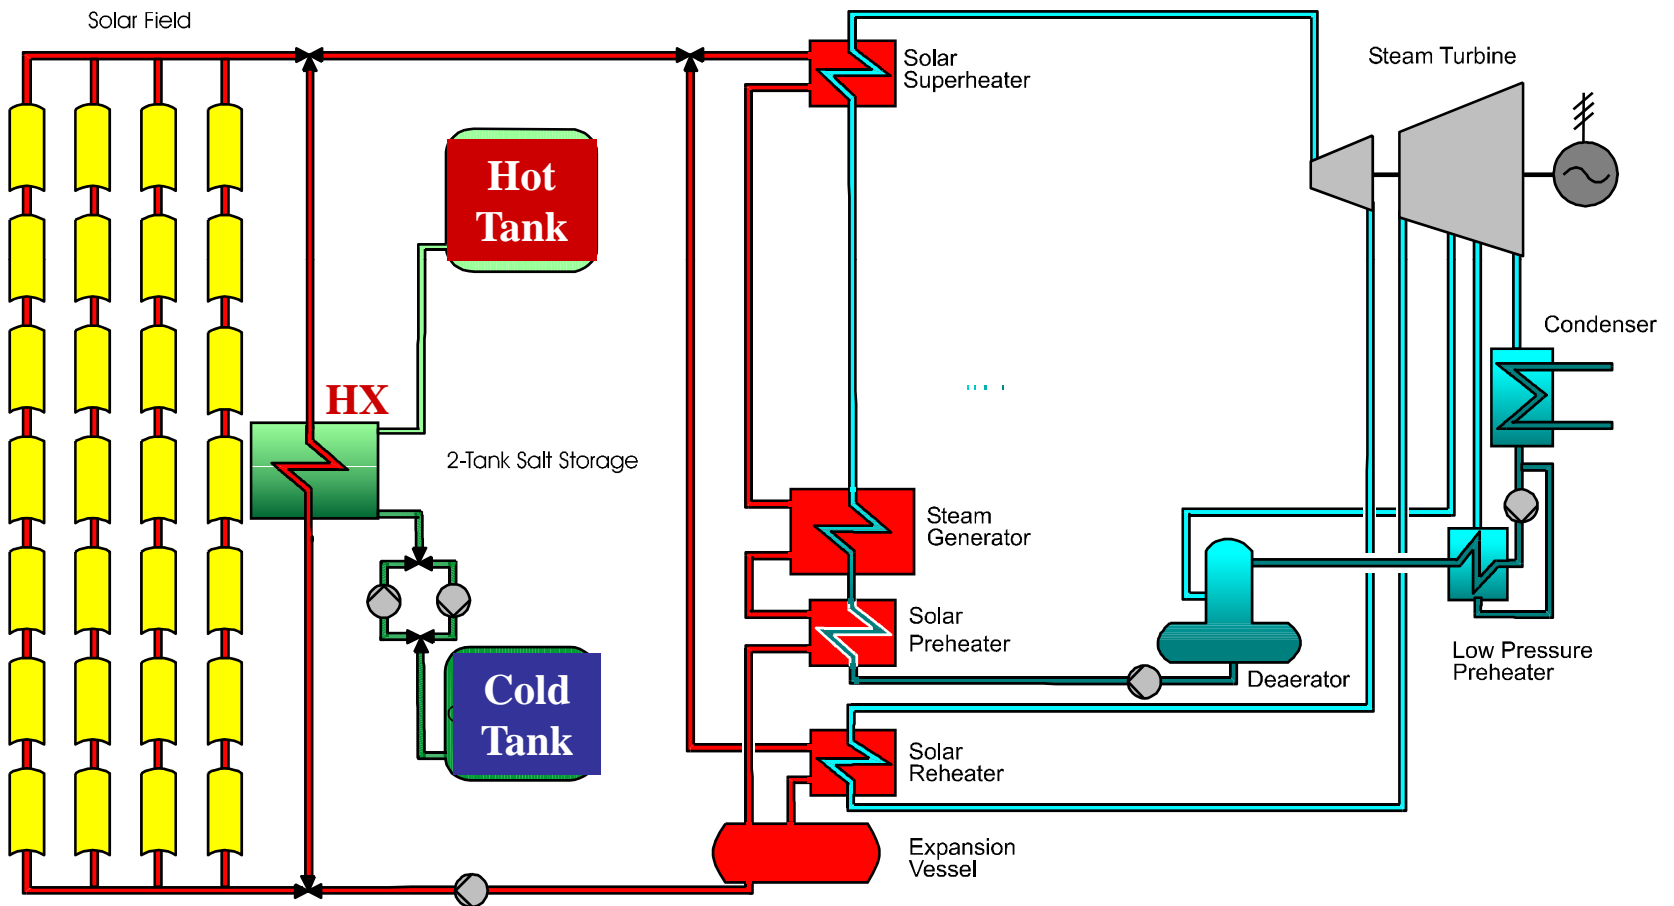 Solar Field
Solar
Superheater
Steam Turbine
Hot
Tank
Condenser
HX
2-Tank Salt Storage
Steam
Generator
Solar
Preheater
Low Pressure
Preheater
Deaerator
Cold
Tank
Solar
Reheater
Expansion
Vessel